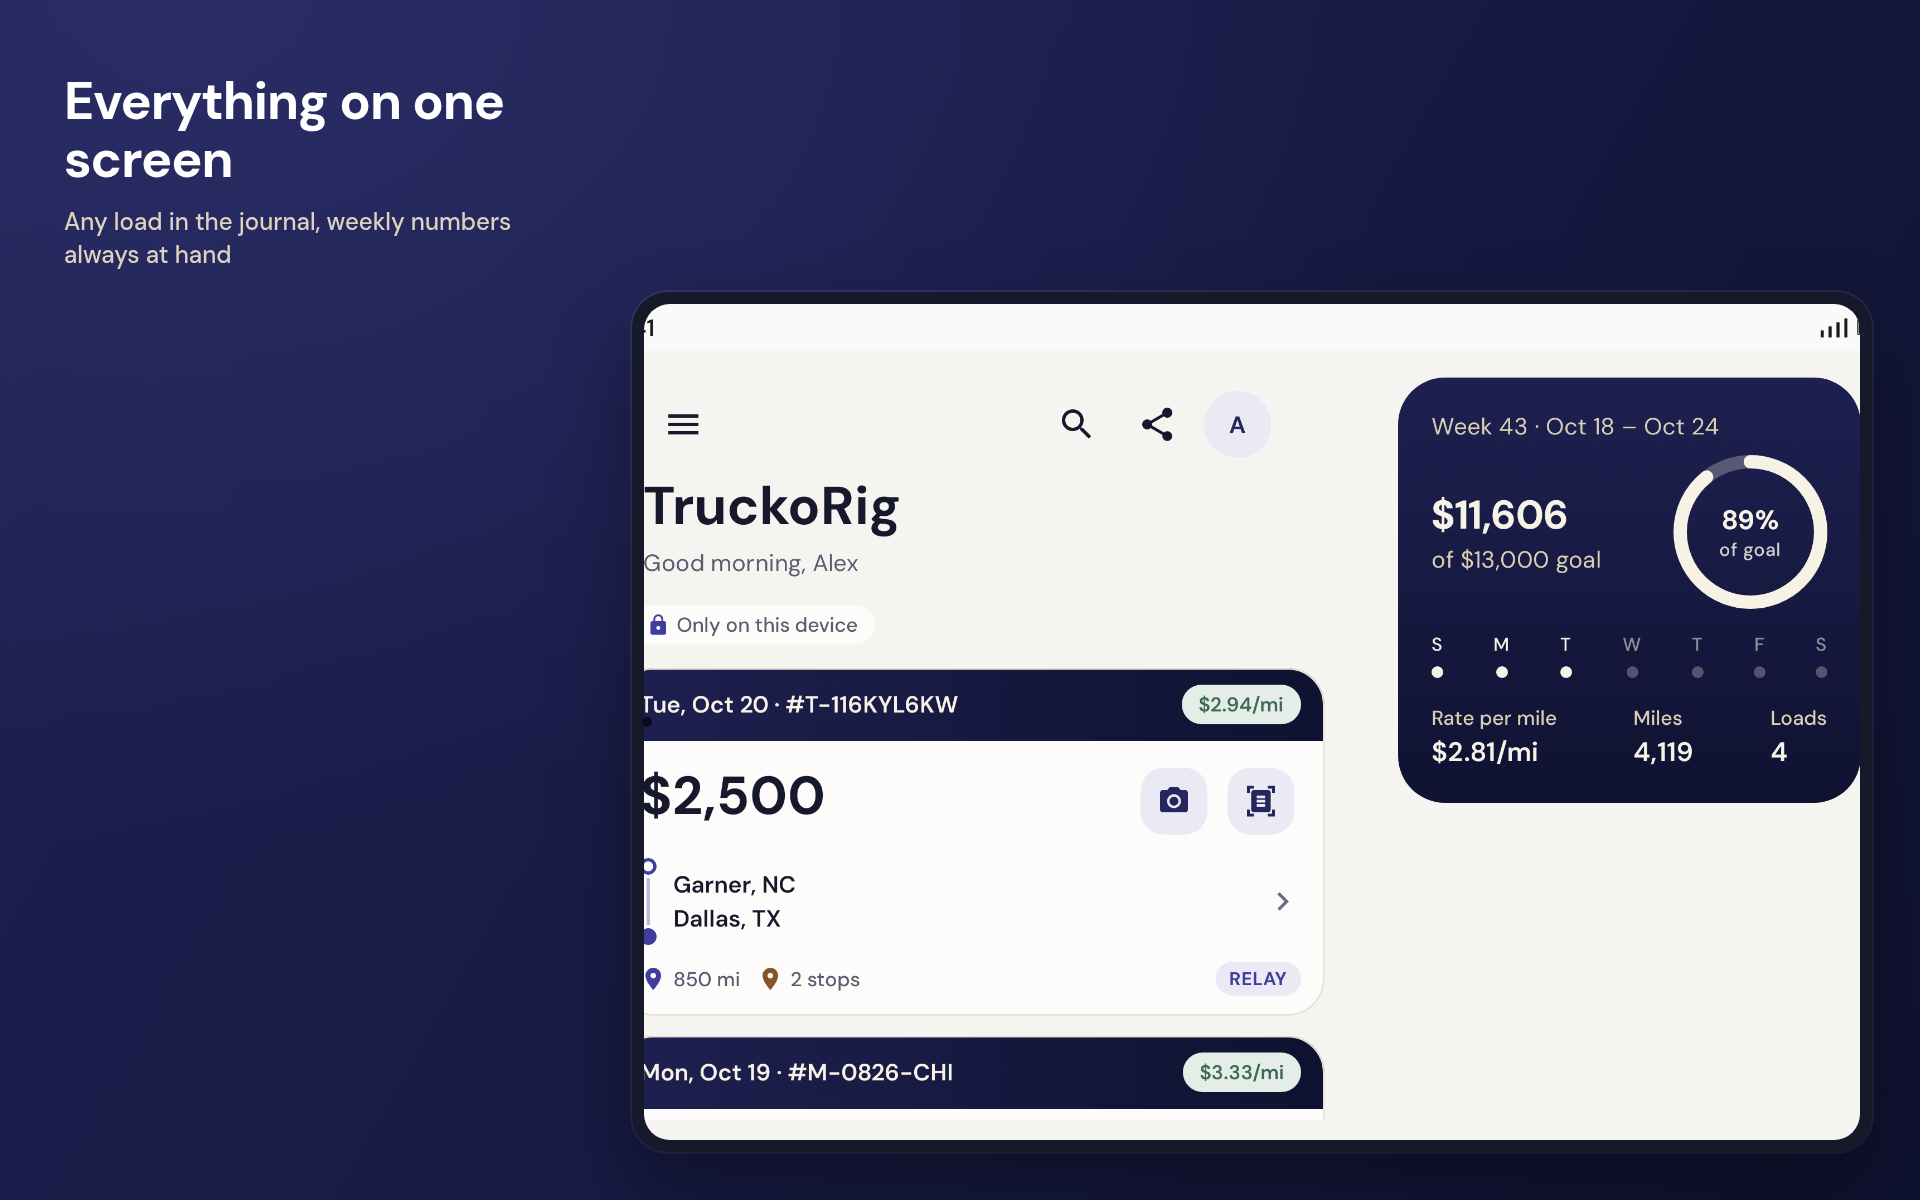 Everything on one
screen
Any load in the journal, weekly numbers
always at hand
A
TruckoRig
Good morning, Alex
Only on this device
Tue, Oct 20 · #T-116KYL6KW
$2.94/mi
$2,500
Garner, NC
Dallas, TX
850 mi
2 stops
RELAY
Mon, Oct 19 · #M-0826-CHI
$3.33/mi
Week 43 · Oct 18 – Oct 24
$11,606
of $13,000 goal
89%
of goal
S M T W T F S
Rate per mile Miles Loads
$2.81/mi 4,119 4